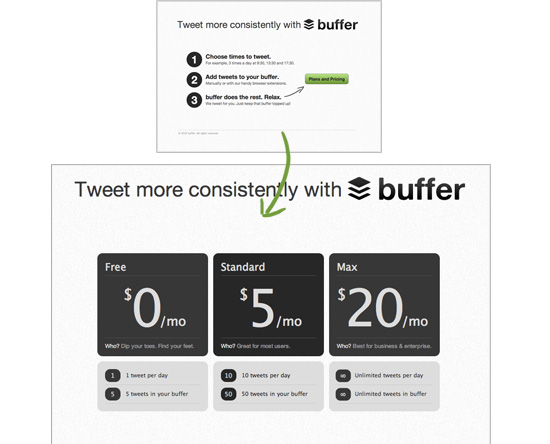 Tweet more consistently with buffer
1 Choose times to tweet.
For example, 3 times a day at 9:30, 13:30 and 17:30.
2 Add tweets to your buffer.
Manually or with our handy browser extensions.
Plans and Pricing
3 buffer does the rest. Relax.
We tweet for you. Just keep that buffer topped up!
Tweet more consistently with buffer
Free
$0/mo
Who? Dip your toes. Find your feet.
1 1 tweet per day
5 5 tweets in your buffer
Standard
$5/mo
Who? Great for most users.
10 10 tweets per day
50 50 tweets in your buffer
Max
$20/mo
Who? Best for business & enterprise.
∞ Unlimited tweets per day
∞ Unlimited tweets in buffer